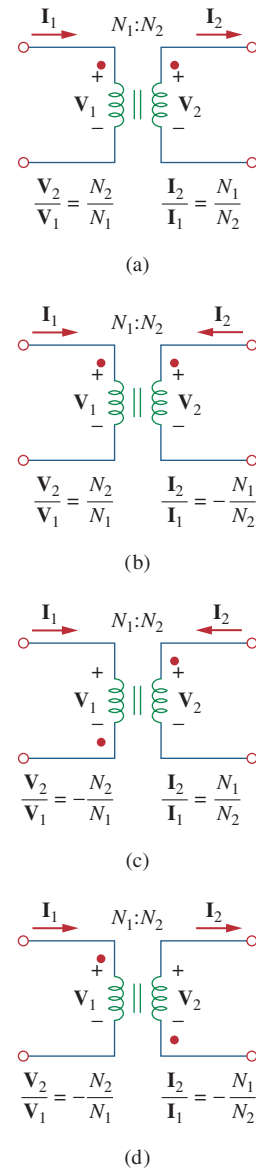 I₁ N₁:N₂ I₂
+ +
V₁ V₂
− −
V₂/V₁ = N₂/N₁ I₂/I₁ = N₁/N₂
(a)
I₁ N₁:N₂ I₂
+ +
V₁ V₂
− −
V₂/V₁ = N₂/N₁ I₂/I₁ = −N₁/N₂
(b)
I₁ N₁:N₂ I₂
+ +
V₁ V₂
− −
V₂/V₁ = −N₂/N₁ I₂/I₁ = N₁/N₂
(c)
I₁ N₁:N₂ I₂
+ +
V₁ V₂
− −
V₂/V₁ = −N₂/N₁ I₂/I₁ = −N₁/N₂
(d)